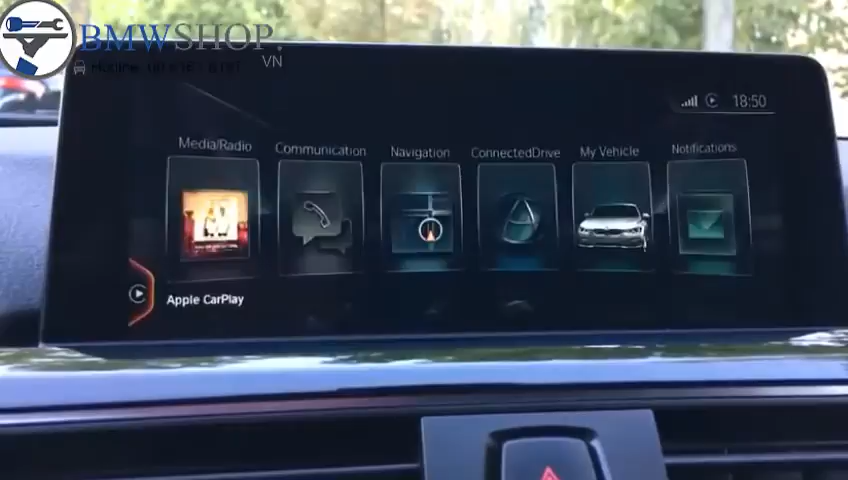 BMWSHOP.
VN
18:50
Media/Radio
Communication
Navigation
ConnectedDrive
My Vehicle
Notifications
Apple CarPlay